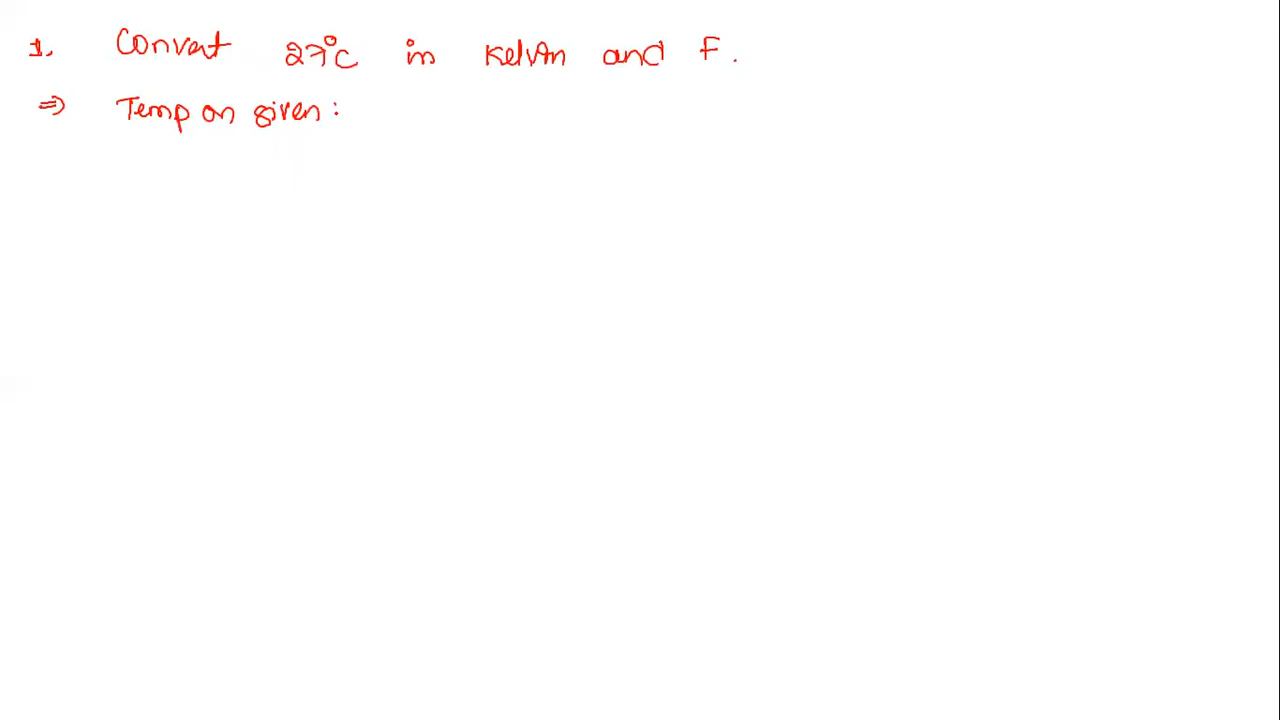 1. Convert 27°C in Kelvin and F.
⇒ Temp on given: